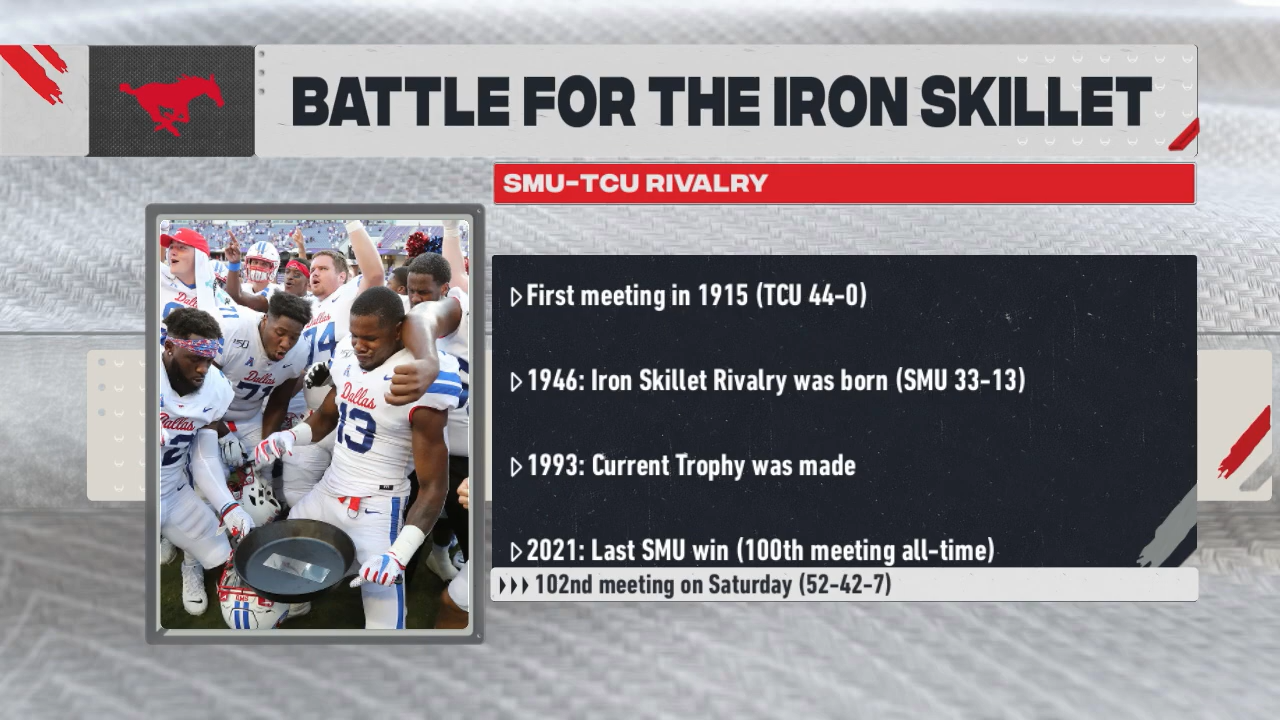 BATTLE FOR THE IRON SKILLET
SMU-TCU RIVALRY
First meeting in 1915 (TCU 44-0)
1946: Iron Skillet Rivalry was born (SMU 33-13)
1993: Current Trophy was made
2021: Last SMU win (100th meeting all-time)
102nd meeting on Saturday (52-42-7)
Dallas
74
Dallas
71
Dallas
13